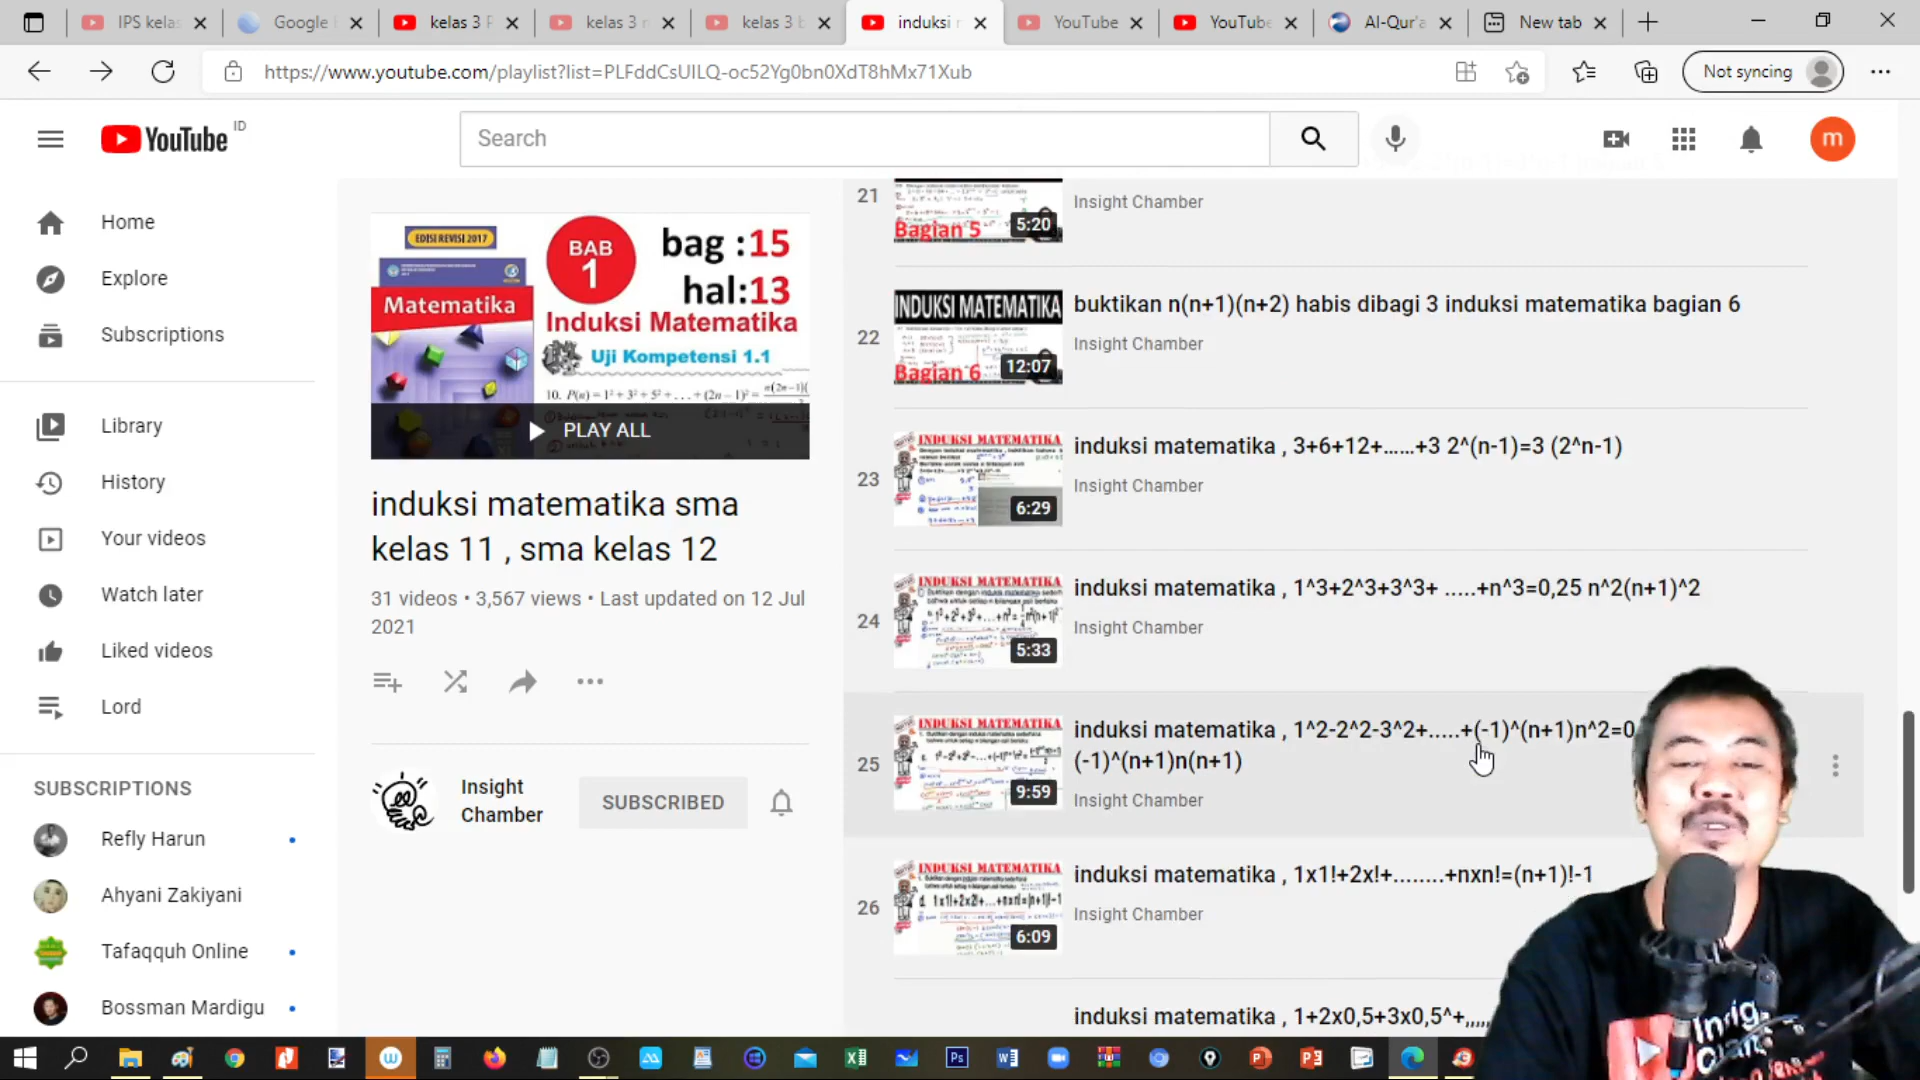 IPS kelas
Google
kelas 3
kelas 3
kelas 3 b
induksi
YouTube
YouTube
Al-Qur'a
New tab
https://www.youtube.com/playlist?list=PLFddCsUILQ-oc52Yg0bn0XdT8hMx71Xub
Not syncing
YouTube ID
Search
m
Home
Explore
Subscriptions
Library
History
Your videos
Watch later
Liked videos
Lord
SUBSCRIPTIONS
Refly Harun
Ahyani Zakiyani
Tafaqquh Online
Bossman Mardigu
EDISI REVISI 2017
Matematika
BAB
1
bag :15
hal:13
Induksi Matematika
Uji Kompetensi 1.1
10. P(n) = 1² + 3² + 5² + . . . + (2n − 1)² =
PLAY ALL
induksi matematika sma
kelas 11 , sma kelas 12
31 videos • 3,567 views • Last updated on 12 Jul
2021
Insight
Chamber
SUBSCRIBED
21
Bagian 5
5:20
Insight Chamber
22
INDUKSI MATEMATIKA
Bagian 6
12:07
buktikan n(n+1)(n+2) habis dibagi 3 induksi matematika bagian 6
Insight Chamber
23
INDUKSI MATEMATIKA
6:29
induksi matematika , 3+6+12+......+3 2^(n-1)=3 (2^n-1)
Insight Chamber
24
INDUKSI MATEMATIKA
5:33
induksi matematika , 1^3+2^3+3^3+ .....+n^3=0,25 n^2(n+1)^2
Insight Chamber
25
INDUKSI MATEMATIKA
9:59
induksi matematika , 1^2-2^2-3^2+.....+(-1)^(n+1)n^2=0
(-1)^(n+1)n(n+1)
Insight Chamber
26
INDUKSI MATEMATIKA
6:09
induksi matematika , 1x1!+2x!+........+nxn!=(n+1)!-1
Insight Chamber
induksi matematika , 1+2x0,5+3x0,5^+,,,,,